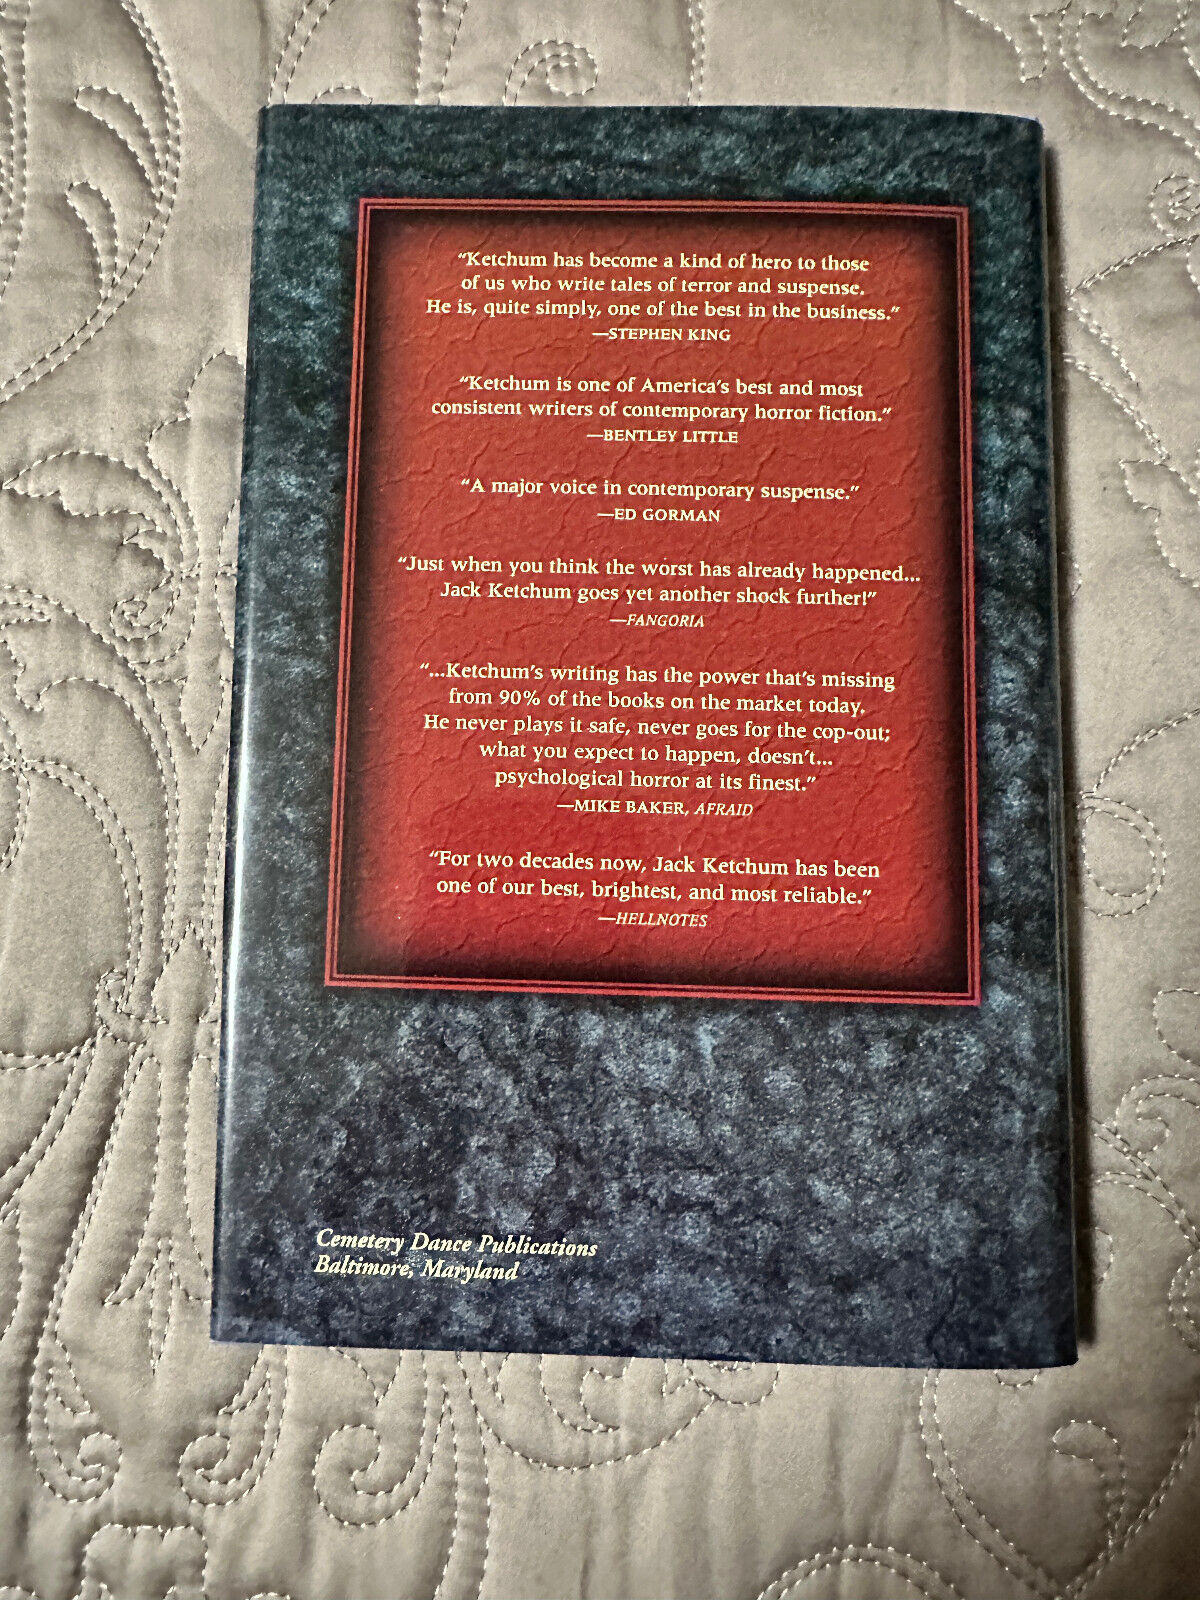 “Ketchum has become a kind of hero to those
of us who write tales of terror and suspense.
He is, quite simply, one of the best in the business.”
—STEPHEN KING
“Ketchum is one of America’s best and most
consistent writers of contemporary horror fiction.”
—BENTLEY LITTLE
“A major voice in contemporary suspense.”
—ED GORMAN
“Just when you think the worst has already happened...
Jack Ketchum goes yet another shock further!”
—FANGORIA
“...Ketchum’s writing has the power that’s missing
from 90% of the books on the market today.
He never plays it safe, never goes for the cop-out;
what you expect to happen, doesn’t...
psychological horror at its finest.”
—MIKE BAKER, AFRAID
“For two decades now, Jack Ketchum has been
one of our best, brightest, and most reliable.”
—HELLNOTES
Cemetery Dance Publications
Baltimore, Maryland